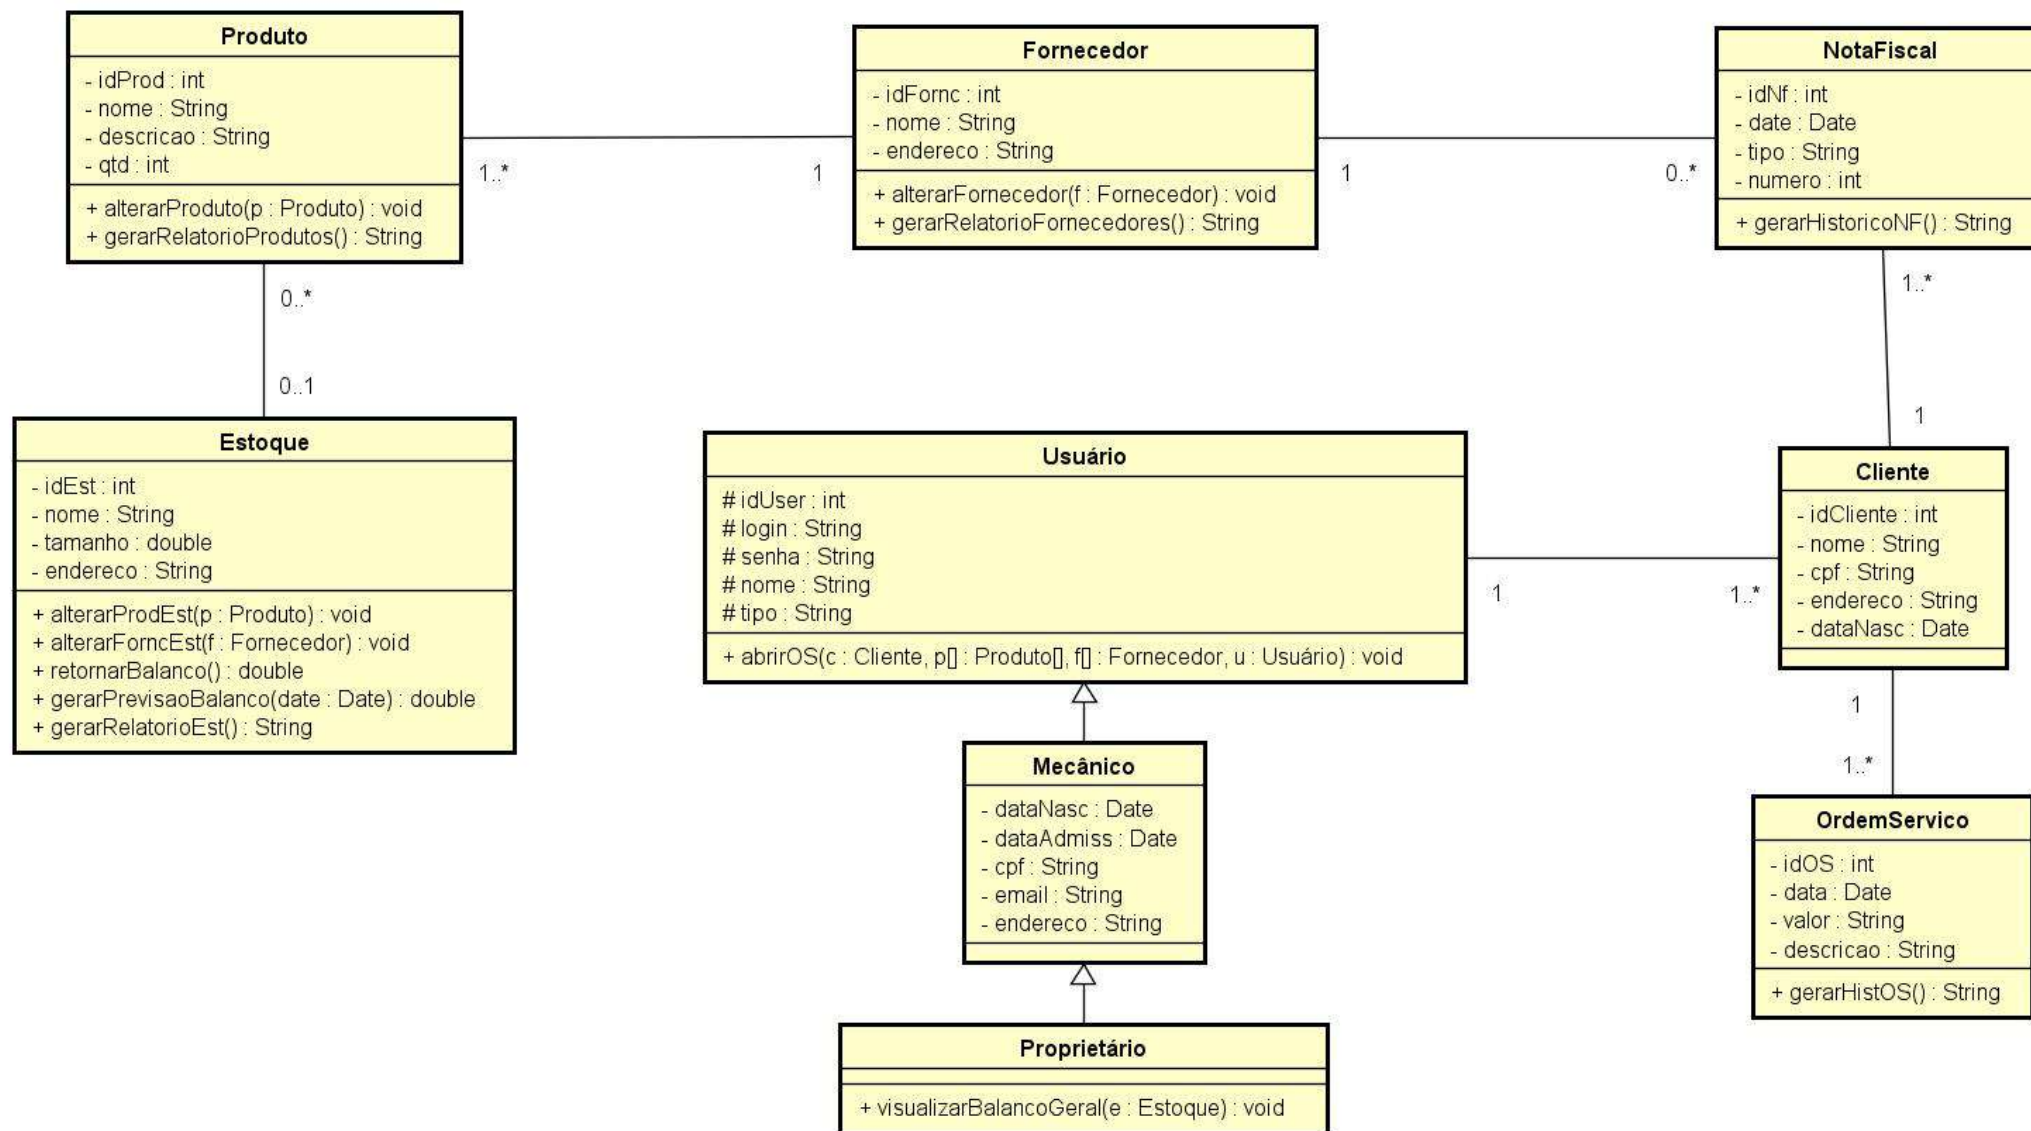 Produto
- idProd : int
- nome : String
- descricao : String
- qtd : int
+ alterarProduto(p : Produto) : void
+ gerarRelatorioProdutos() : String
1..*
1
Fornecedor
- idFornc : int
- nome : String
- endereco : String
+ alterarFornecedor(f : Fornecedor) : void
+ gerarRelatorioFornecedores() : String
1
0..*
NotaFiscal
- idNf : int
- date : Date
- tipo : String
- numero : int
+ gerarHistoricoNF() : String
0..*
0..1
1..*
1
Estoque
- idEst : int
- nome : String
- tamanho : double
- endereco : String
+ alterarProdEst(p : Produto) : void
+ alterarForncEst(f : Fornecedor) : void
+ retornarBalanco() : double
+ gerarPrevisaoBalanco(date : Date) : double
+ gerarRelatorioEst() : String
Usuário
# idUser : int
# login : String
# senha : String
# nome : String
# tipo : String
+ abrirOS(c : Cliente, p[] : Produto[], f[] : Fornecedor, u : Usuário) : void
1
1..*
Cliente
- idCliente : int
- nome : String
- cpf : String
- endereco : String
- dataNasc : Date
1
1..*
Mecânico
- dataNasc : Date
- dataAdmiss : Date
- cpf : String
- email : String
- endereco : String
OrdemServico
- idOS : int
- data : Date
- valor : String
- descricao : String
+ gerarHistOS() : String
Proprietário
+ visualizarBalancoGeral(e : Estoque) : void